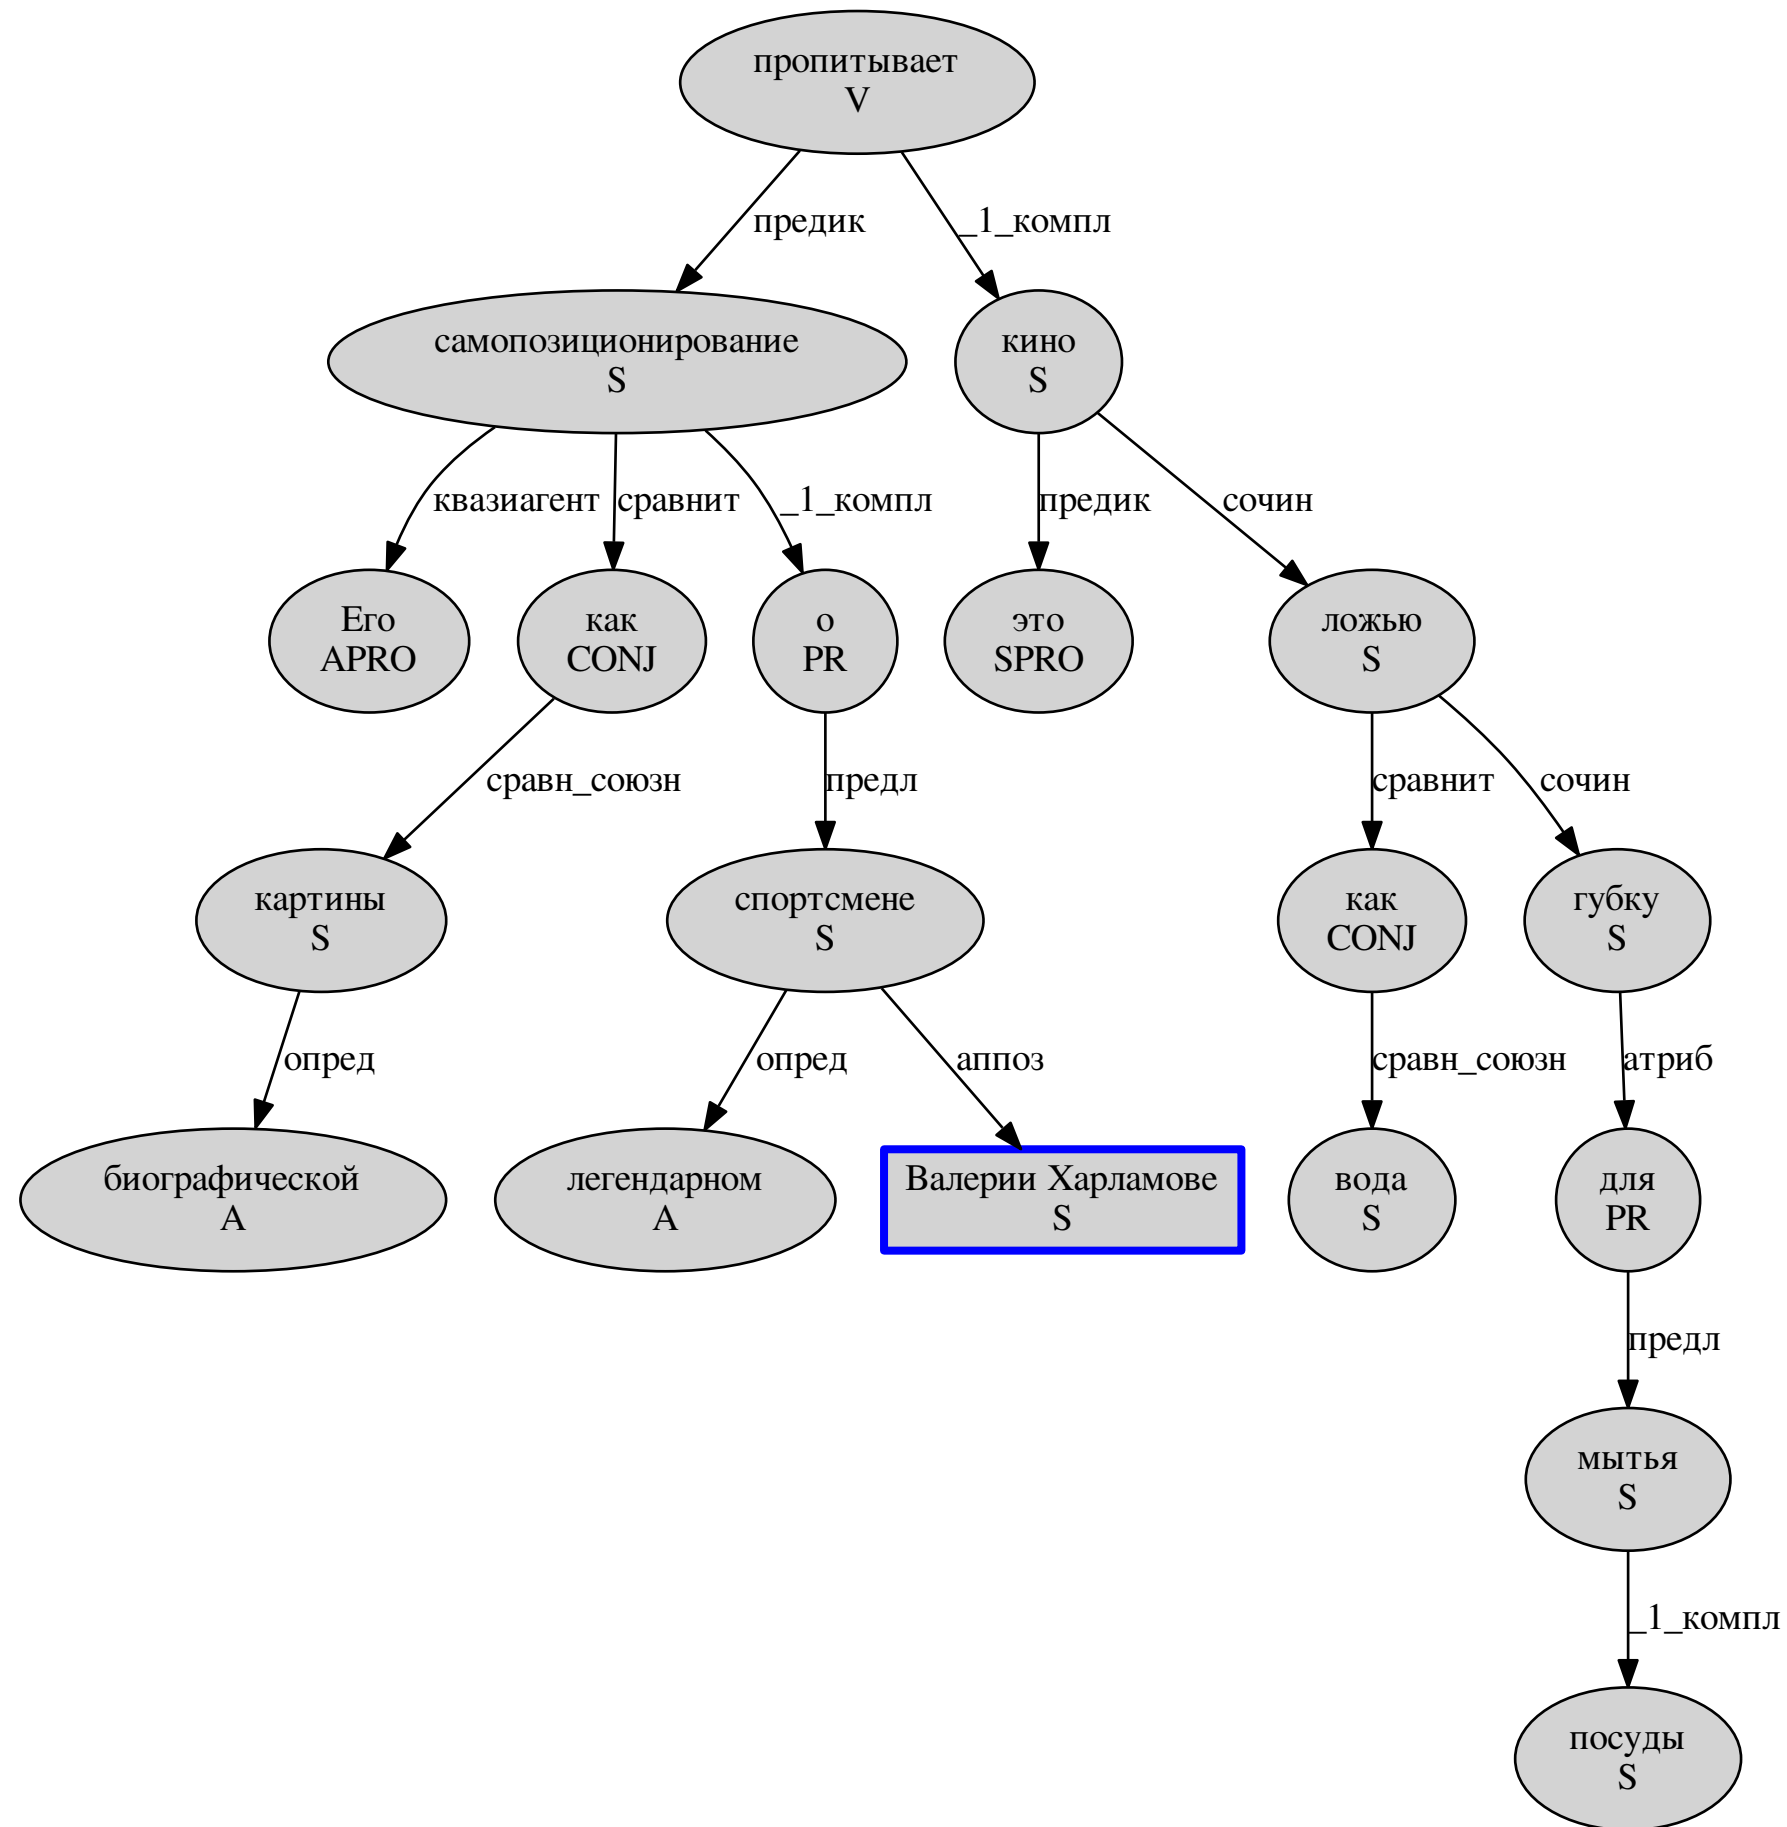 пропитывает
V
предик
_1_компл
самопозиционирование
S
кино
S
квазиагент
сравнит
_1_компл
предик
сочин
Его
APRO
как
CONJ
о
PR
это
SPRO
ложью
S
сравн_союзн
предл
сравнит
сочин
картины
S
спортсмене
S
как
CONJ
губку
S
опред
опред
аппоз
сравн_союзн
атриб
биографической
A
легендарном
A
Валерии Харламове
S
вода
S
для
PR
предл
мытья
S
_1_компл
посуды
S